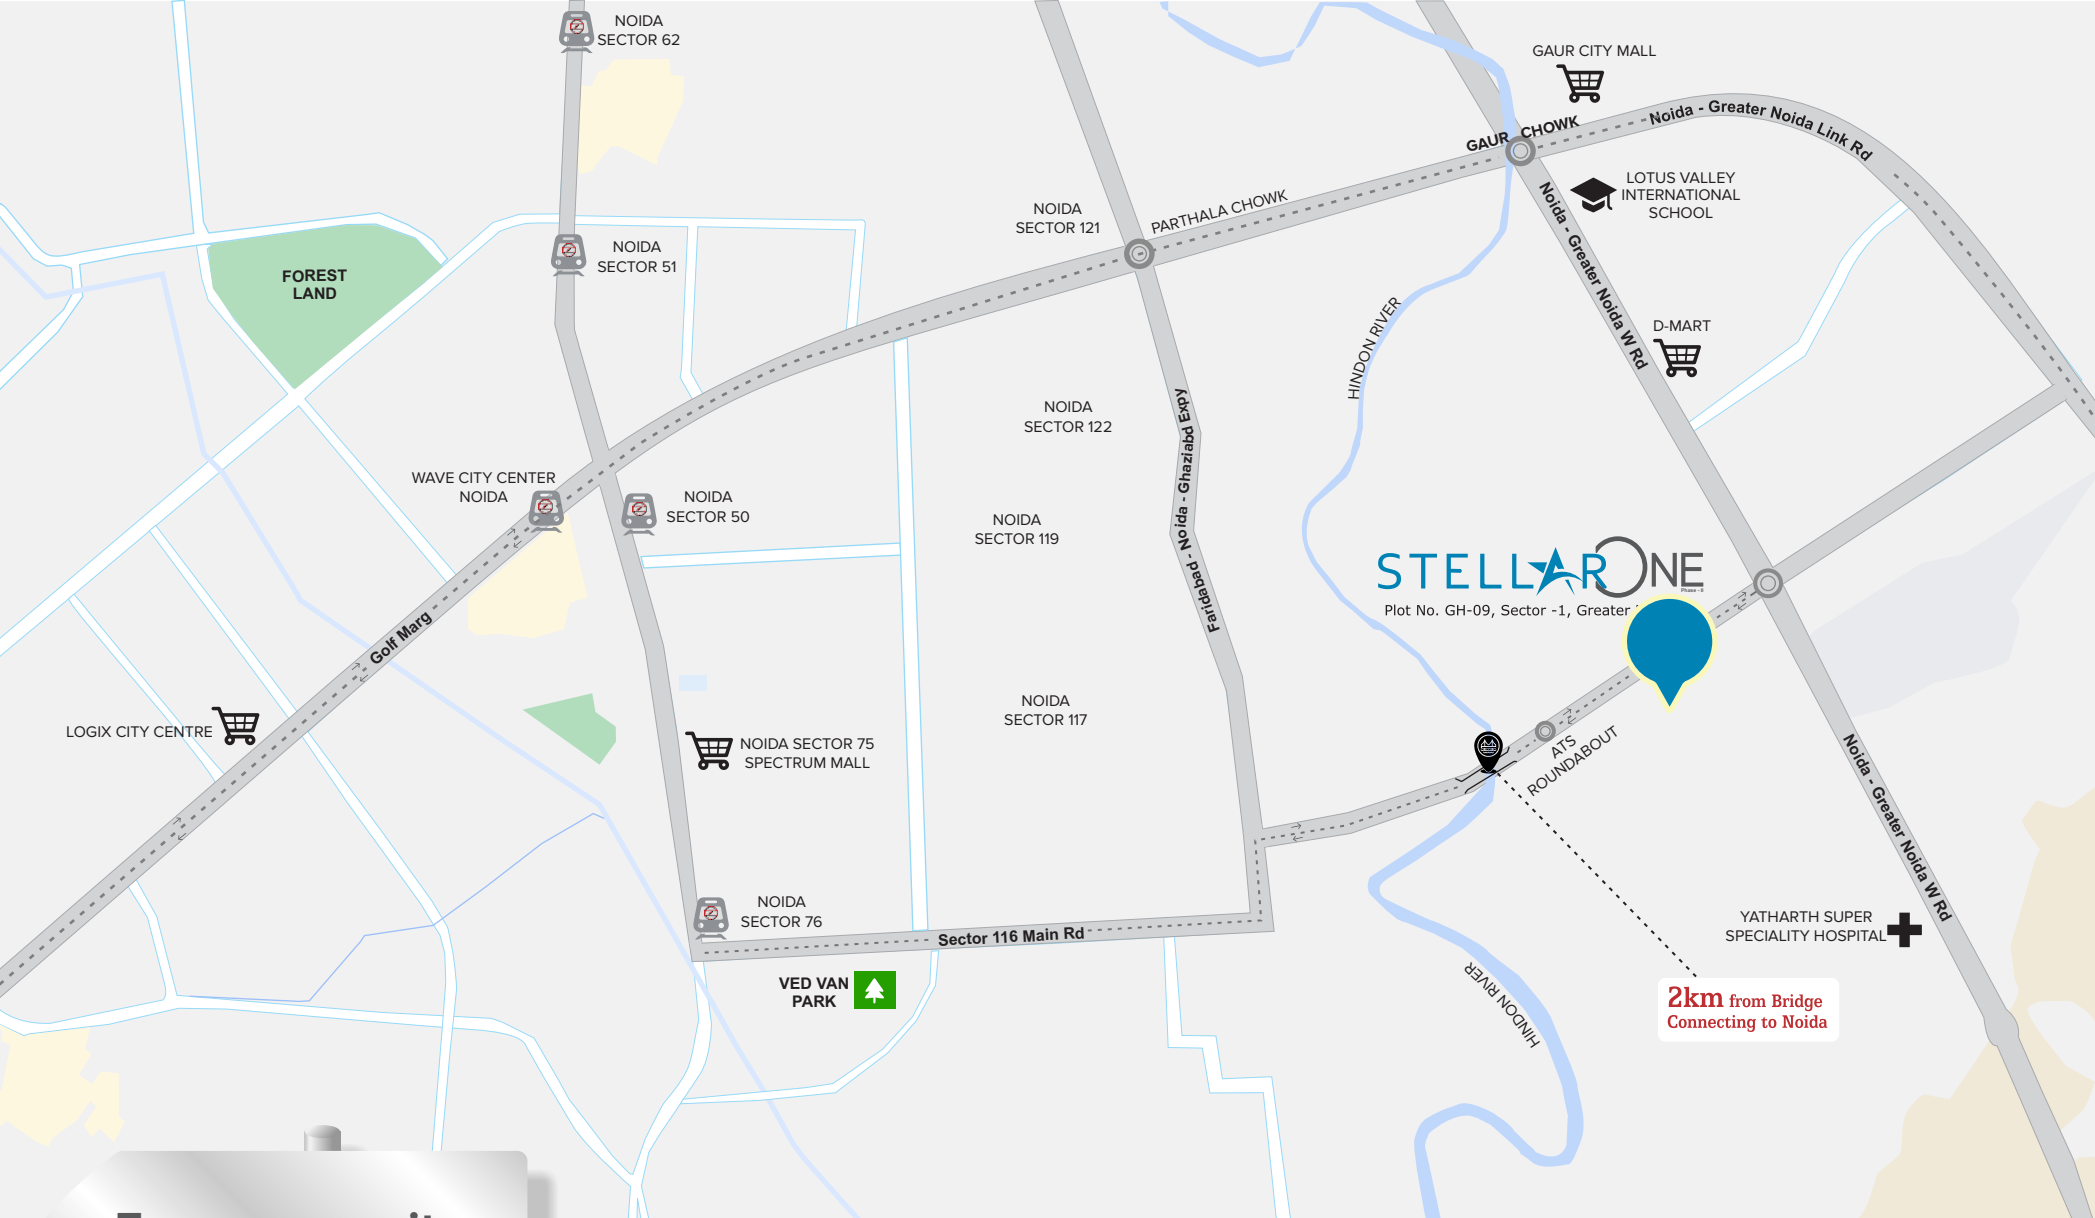 NOIDA
SECTOR 62
GAUR CITY MALL
Noida - Greater Noida Link Rd
GAUR CHOWK
LOTUS VALLEY
INTERNATIONAL
SCHOOL
NOIDA
SECTOR 121
PARTHALA CHOWK
NOIDA
SECTOR 51
FOREST
LAND
Noida - Greater Noida W Rd
HINDON RIVER
D-MART
NOIDA
SECTOR 122
Faridabad - Noida - Ghaziabd Expy
WAVE CITY CENTER
NOIDA
NOIDA
SECTOR 50
NOIDA
SECTOR 119
STELLAR ONE
Phase - II
Plot No. GH-09, Sector -1, Greater
Golf Marg
NOIDA
SECTOR 117
LOGIX CITY CENTRE
NOIDA SECTOR 75
SPECTRUM MALL
ATS
ROUNDABOUT
Noida - Greater Noida W Rd
NOIDA
SECTOR 76
Sector 116 Main Rd
YATHARTH SUPER
SPECIALITY HOSPITAL
VED VAN
PARK
HINDON RIVER
2km from Bridge
Connecting to Noida